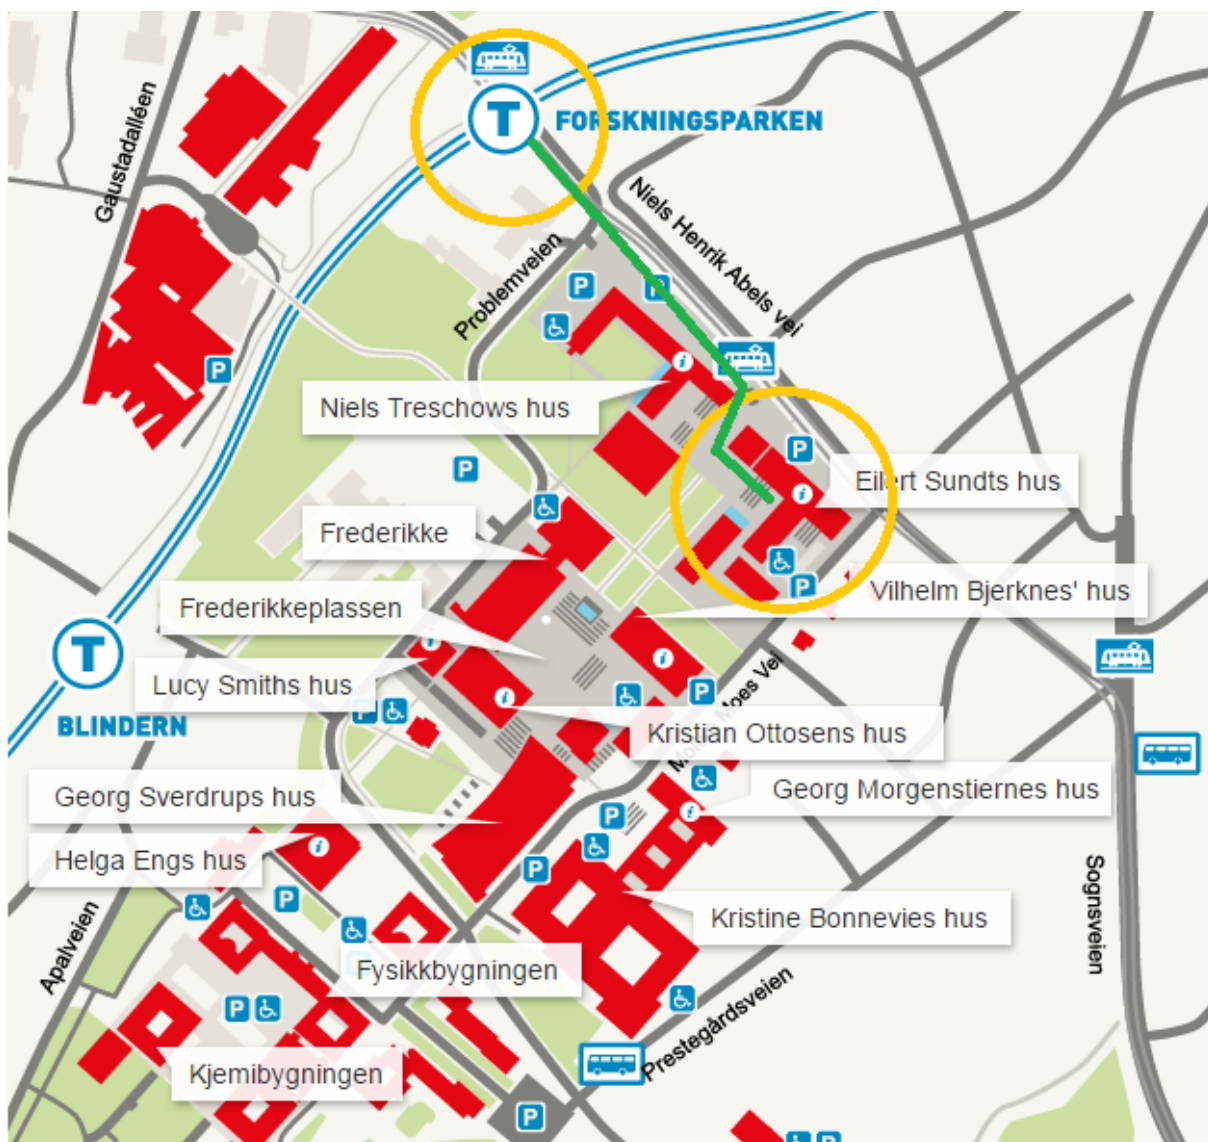 T
FORSKNINGSPARKEN
Gaustadalléen
Niels Henrik Abels vei
Problemveien
P
P
P
Niels Treschows hus
i
P
P
Eilert Sundts hus
i
Frederikke
P
Vilhelm Bjerknes' hus
Frederikkeplassen
i
i
T
Lucy Smiths hus
i
P
P
BLINDERN
Kristian Ottosens hus
Moes Vei
Georg Sverdrups hus
Georg Morgenstiernes hus
i
P
Helga Engs hus
i
P
P
Sognsveien
Kristine Bonnevies hus
Apalveien
Fysikkbygningen
P
Prestegårdsveien
Kjemibygningen
P
P